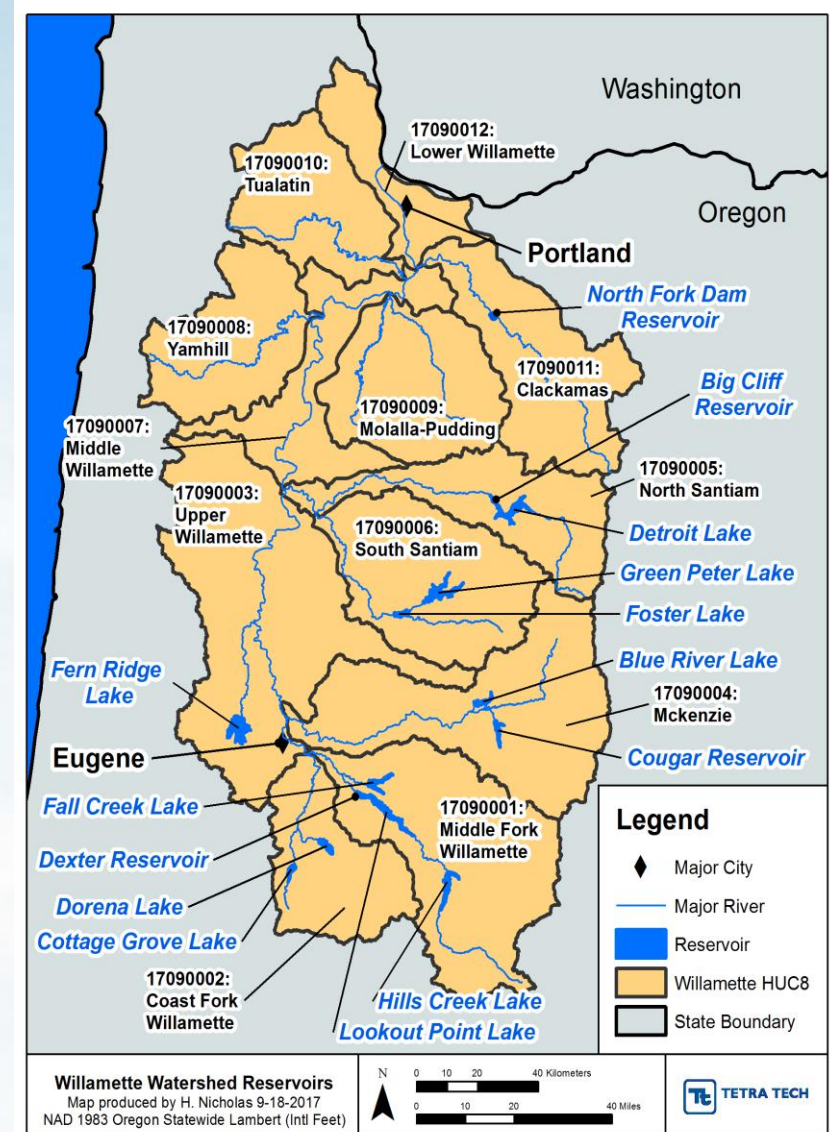 Washington
17090012:
Lower Willamette
17090010:
Tualatin
Oregon
Portland
North Fork Dam
Reservoir
17090008:
Yamhill
17090011:
Clackamas
Big Cliff
Reservoir
17090009:
Molalla-Pudding
17090007:
Middle
Willamette
17090005:
North Santiam
17090003:
Upper
Willamette
17090006:
South Santiam
Detroit Lake
Green Peter Lake
Foster Lake
Blue River Lake
Fern Ridge
Lake
17090004:
Mckenzie
Eugene
Cougar Reservoir
Fall Creek Lake
17090001:
Middle Fork
Willamette
Dexter Reservoir
Dorena Lake
Cottage Grove Lake
17090002:
Coast Fork
Willamette
Hills Creek Lake
Lookout Point Lake
Legend
Major City
Major River
Reservoir
Willamette HUC8
State Boundary
Willamette Watershed Reservoirs
Map produced by H. Nicholas 9-18-2017
NAD 1983 Oregon Statewide Lambert (Intl Feet)
N
0 10 20 40 Kilometers
0 10 20 40 Miles
Tt TETRA TECH